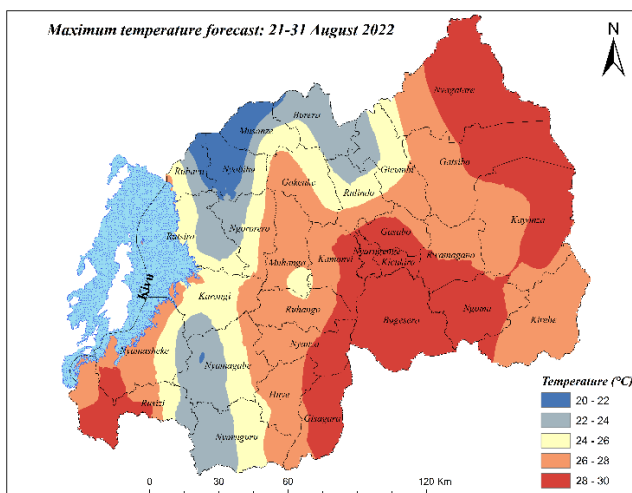 Maximum temperature forecast: 21-31 August 2022
N
Nyagatare
Burera
Musanze
Gicumbi
Gatsibo
Rubavu
Nyabihu
Gakenke
Rulindo
Kayonza
Ngororero
Rutsiro
Gasabo
Muhanga
Kamonyi
Nyarugenge
Kicukiro
Rwamagana
Kivu
Karongi
Ruhango
Bugesera
Ngoma
Kirehe
Nyamasheke
Nyanza
Nyamagabe
Huye
Gisagara
Rusizi
Nyaruguru
Temperature (°C)
20 - 22
22 - 24
24 - 26
26 - 28
28 - 30
0 30 60 120 Km